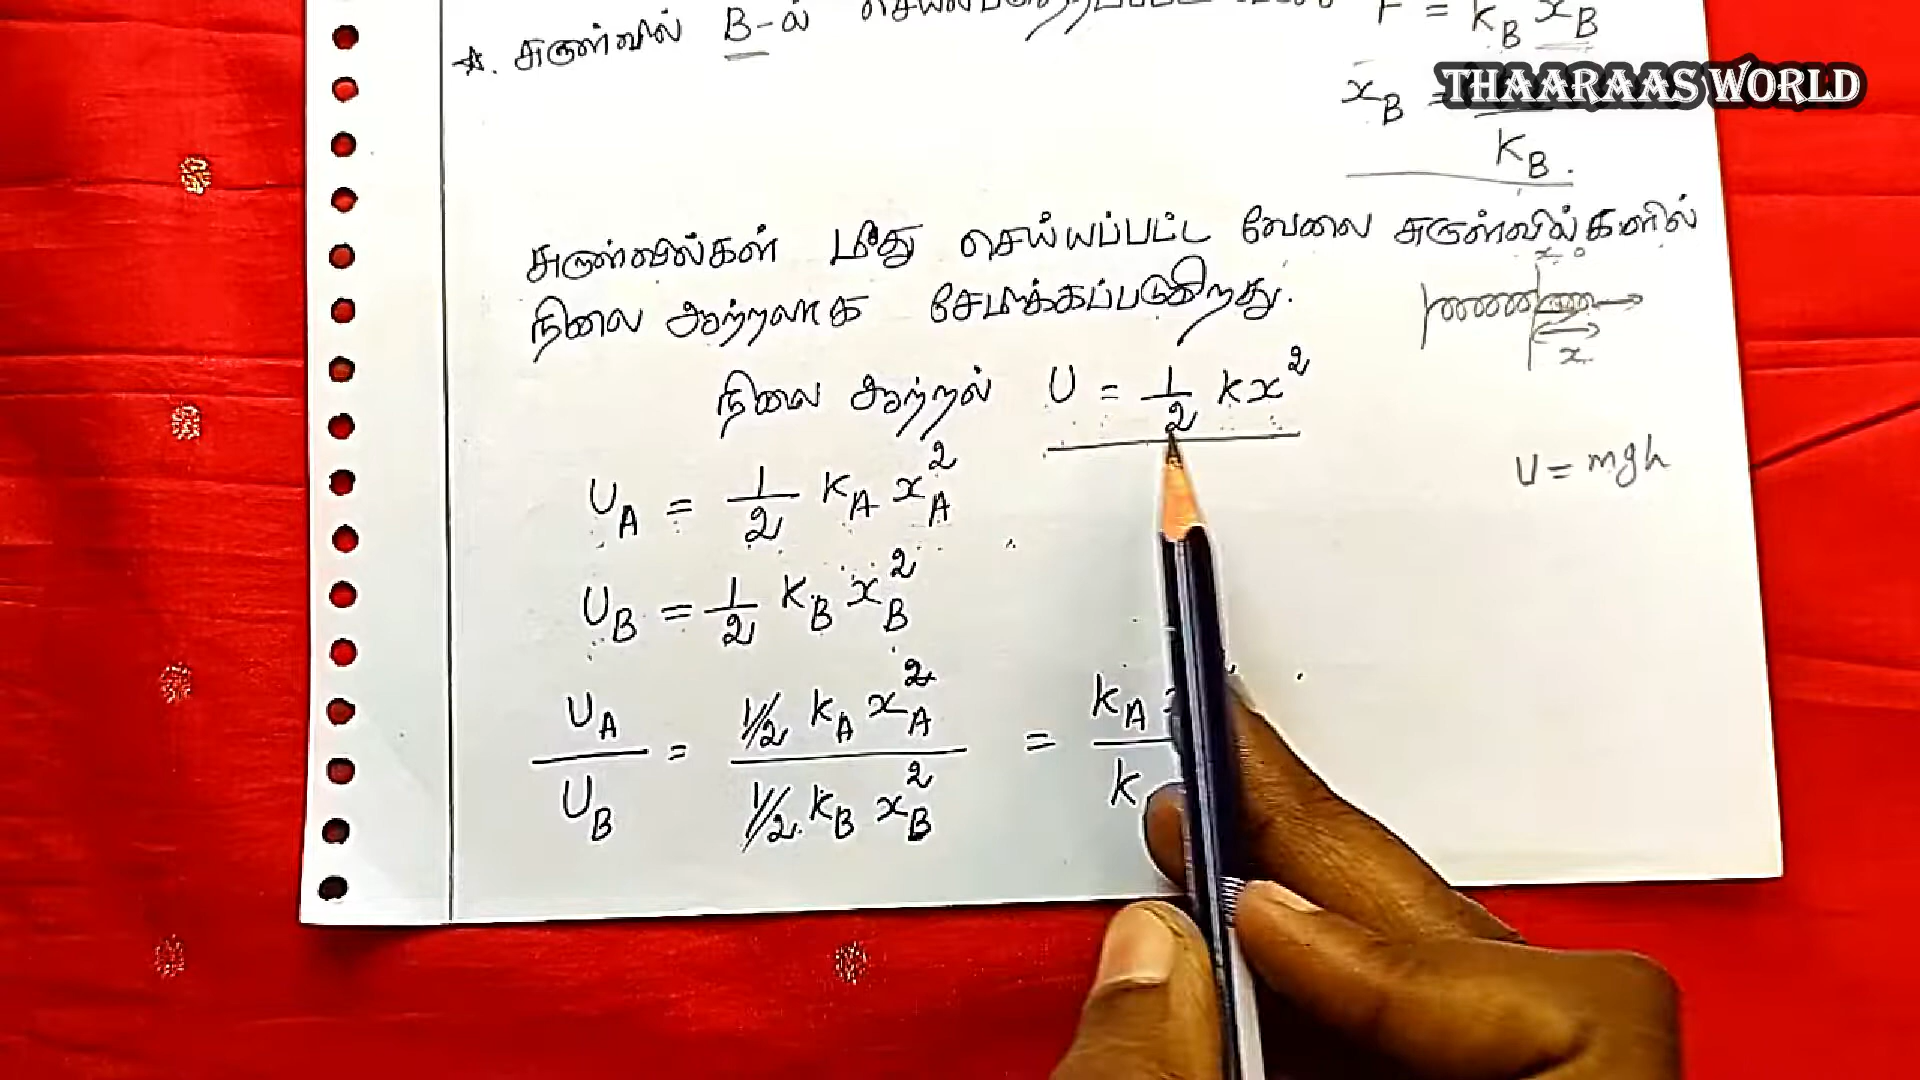 ☆. சுருள்வில் B-ல் F = k_B x_B
THAARAAS WORLD
x_B =
k_B.
சுருள்வில்கள் மீது செய்யப்பட்ட வேலை சுருள்வில்களில்
x=0
நிலை ஆற்றலாக சேமிக்கப்படுகிறது.
x
நிலை ஆற்றல் U = 1/2 kx²
U = mgh
U_A = 1/2 k_A x_A²
U_B = 1/2 k_B x_B²
U_A/U_B = (1/2 k_A x_A²)/(1/2 k_B x_B²) = k_A/k